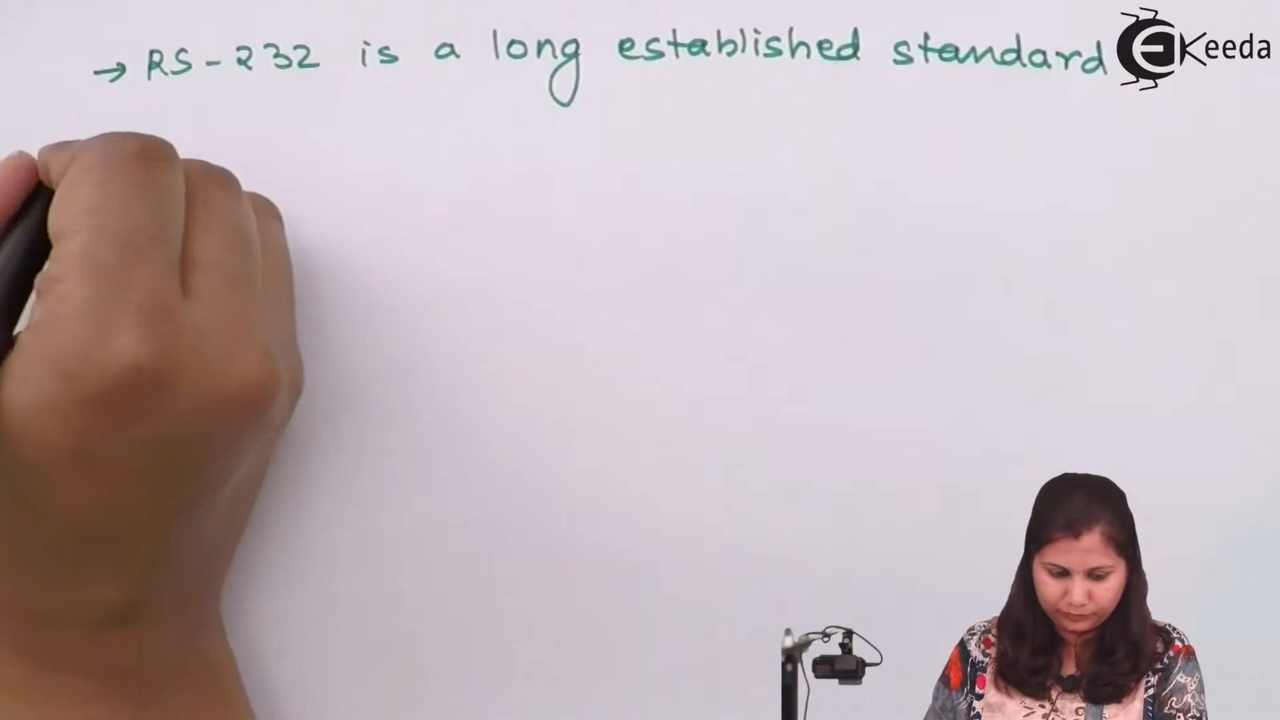 → RS-232 is a long established standard
Keeda